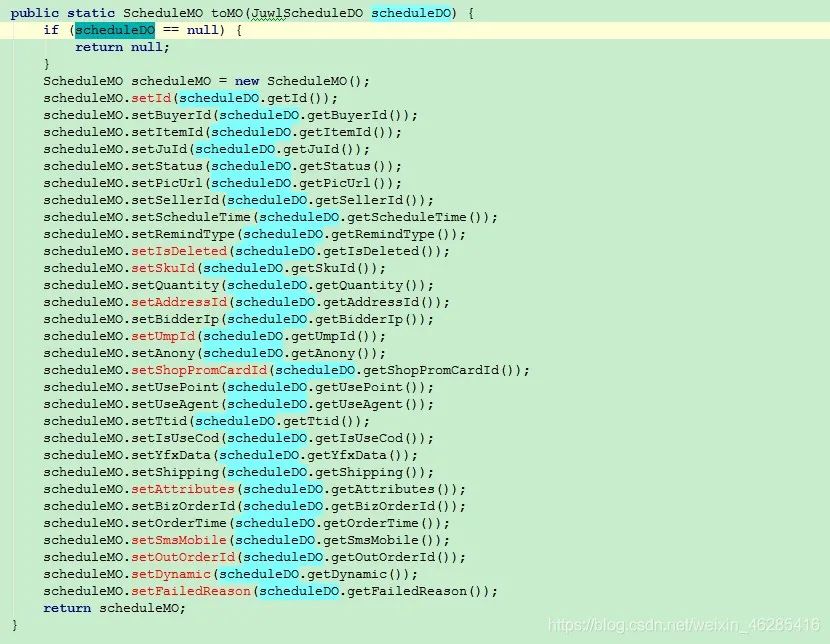 public static ScheduleMO toMO(JuwlScheduleDO scheduleDO) {
    if (scheduleDO == null) {
        return null;
    }
    ScheduleMO scheduleMO = new ScheduleMO();
    scheduleMO.setId(scheduleDO.getId());
    scheduleMO.setBuyerId(scheduleDO.getBuyerId());
    scheduleMO.setItemId(scheduleDO.getItemId());
    scheduleMO.setJuId(scheduleDO.getJuId());
    scheduleMO.setStatus(scheduleDO.getStatus());
    scheduleMO.setPicUrl(scheduleDO.getPicUrl());
    scheduleMO.setSellerId(scheduleDO.getSellerId());
    scheduleMO.setScheduleTime(scheduleDO.getScheduleTime());
    scheduleMO.setRemindType(scheduleDO.getRemindType());
    scheduleMO.setIsDeleted(scheduleDO.getIsDeleted());
    scheduleMO.setSkuId(scheduleDO.getSkuId());
    scheduleMO.setQuantity(scheduleDO.getQuantity());
    scheduleMO.setAddressId(scheduleDO.getAddressId());
    scheduleMO.setBidderIp(scheduleDO.getBidderIp());
    scheduleMO.setUmpId(scheduleDO.getUmpId());
    scheduleMO.setAnony(scheduleDO.getAnony());
    scheduleMO.setShopPromCardId(scheduleDO.getShopPromCardId());
    scheduleMO.setUsePoint(scheduleDO.getUsePoint());
    scheduleMO.setUseAgent(scheduleDO.getUseAgent());
    scheduleMO.setTtid(scheduleDO.getTtid());
    scheduleMO.setIsUseCod(scheduleDO.getIsUseCod());
    scheduleMO.setYfxData(scheduleDO.getYfxData());
    scheduleMO.setShipping(scheduleDO.getShipping());
    scheduleMO.setAttributes(scheduleDO.getAttributes());
    scheduleMO.setBizOrderId(scheduleDO.getBizOrderId());
    scheduleMO.setOrderTime(scheduleDO.getOrderTime());
    scheduleMO.setSmsMobile(scheduleDO.getSmsMobile());
    scheduleMO.setOutOrderId(scheduleDO.getOutOrderId());
    scheduleMO.setDynamic(scheduleDO.getDynamic());
    scheduleMO.setFailedReason(scheduleDO.getFailedReason());
    return scheduleMO;
}
https://blog.csdn.net/weixin_46285416